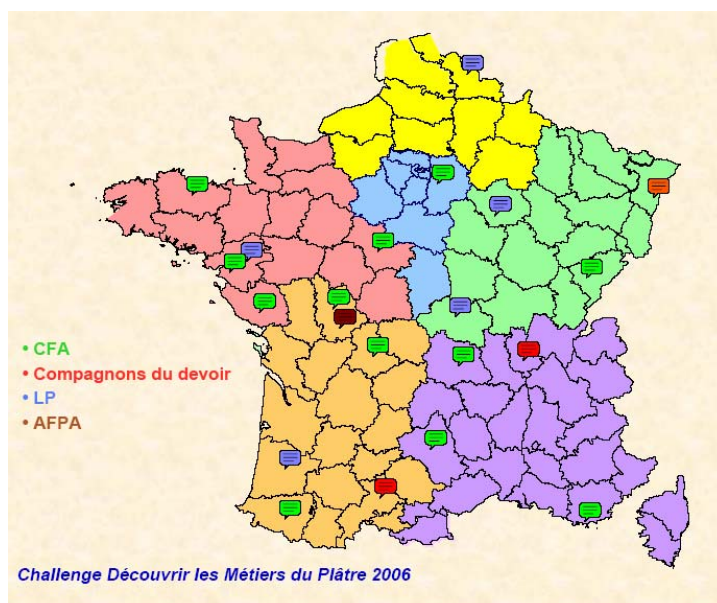 • CFA
• Compagnons du devoir
• LP
• AFPA
Challenge Découvrir les Métiers du Plâtre 2006